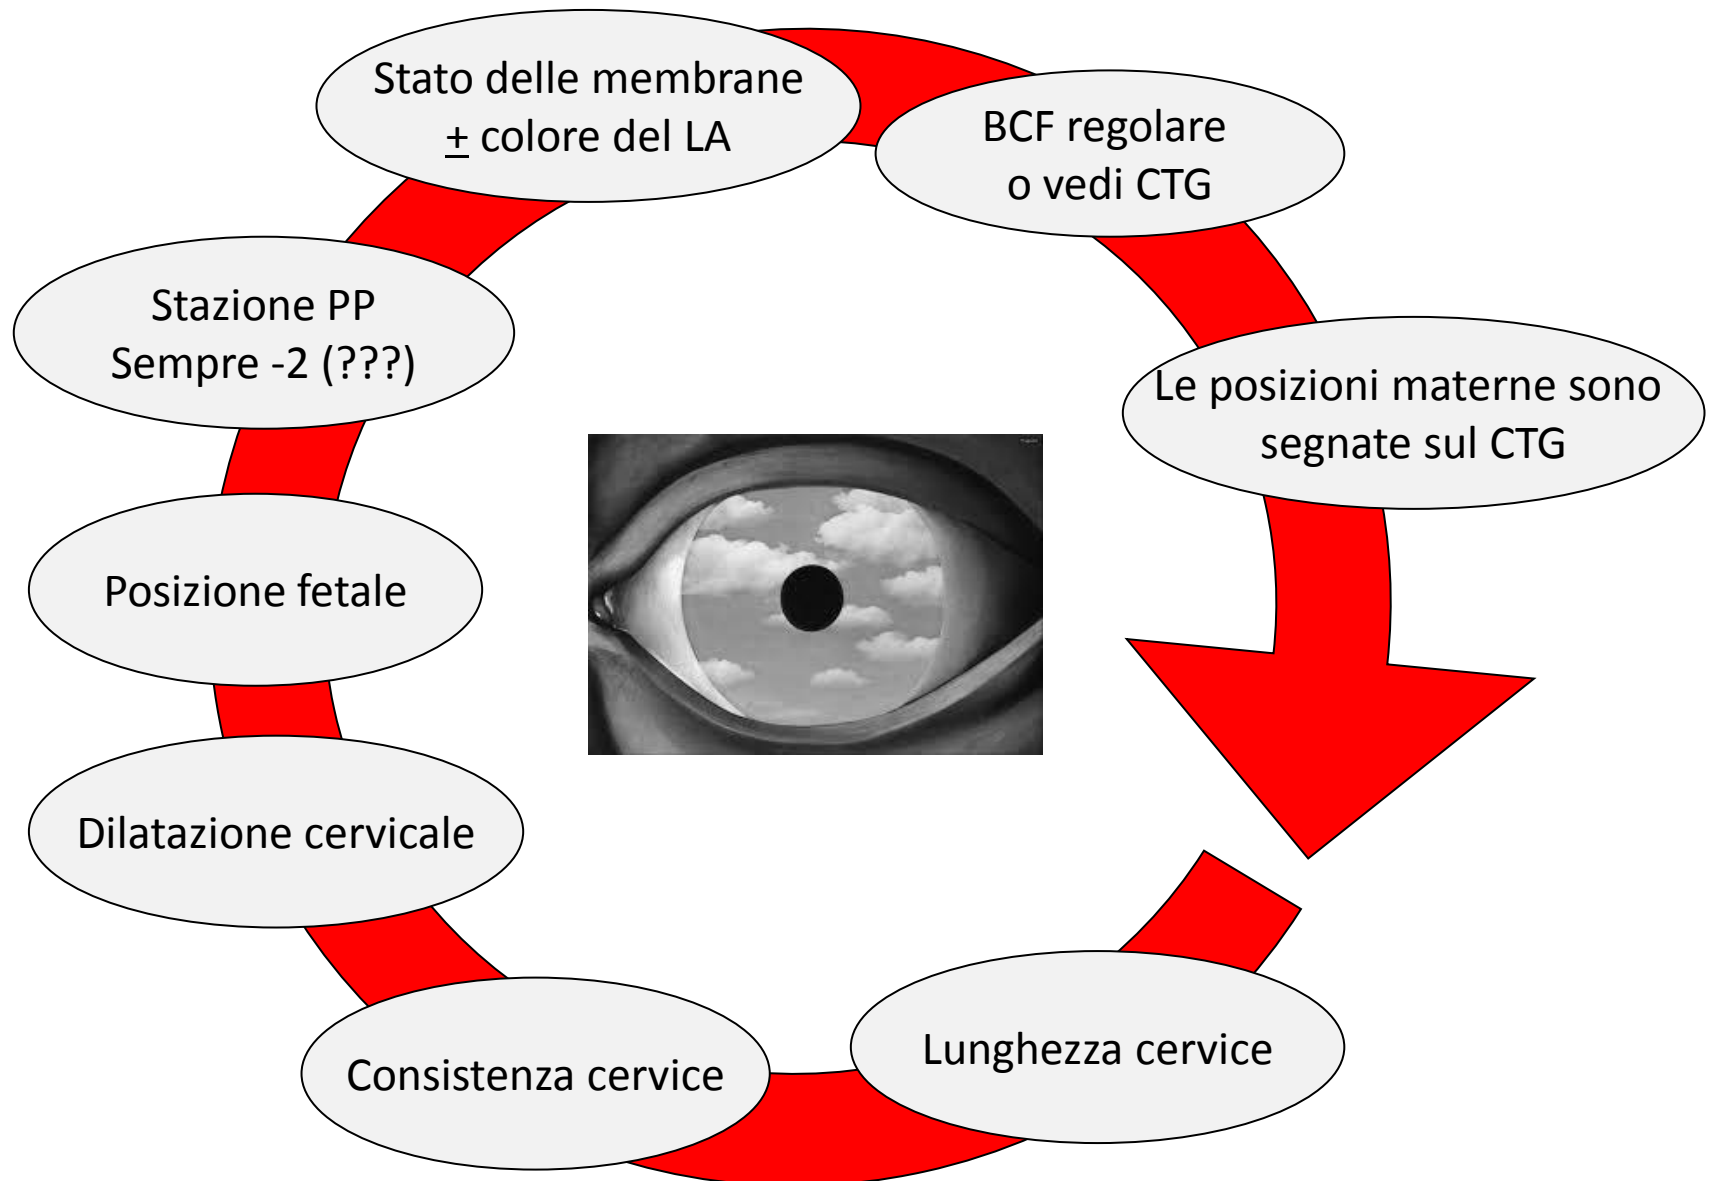 Stato delle membrane
± colore del LA
BCF regolare
o vedi CTG
Stazione PP
Sempre -2 (???)
Le posizioni materne sono
segnate sul CTG
Posizione fetale
Dilatazione cervicale
Consistenza cervice
Lunghezza cervice